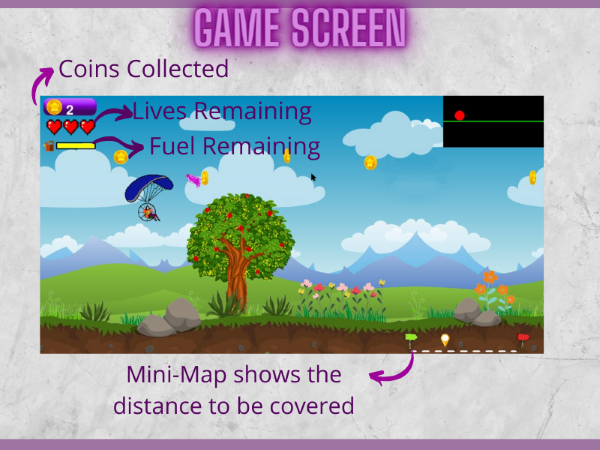 GAME SCREEN
Coins Collected
2
Lives Remaining
Fuel Remaining
Mini-Map shows the
distance to be covered